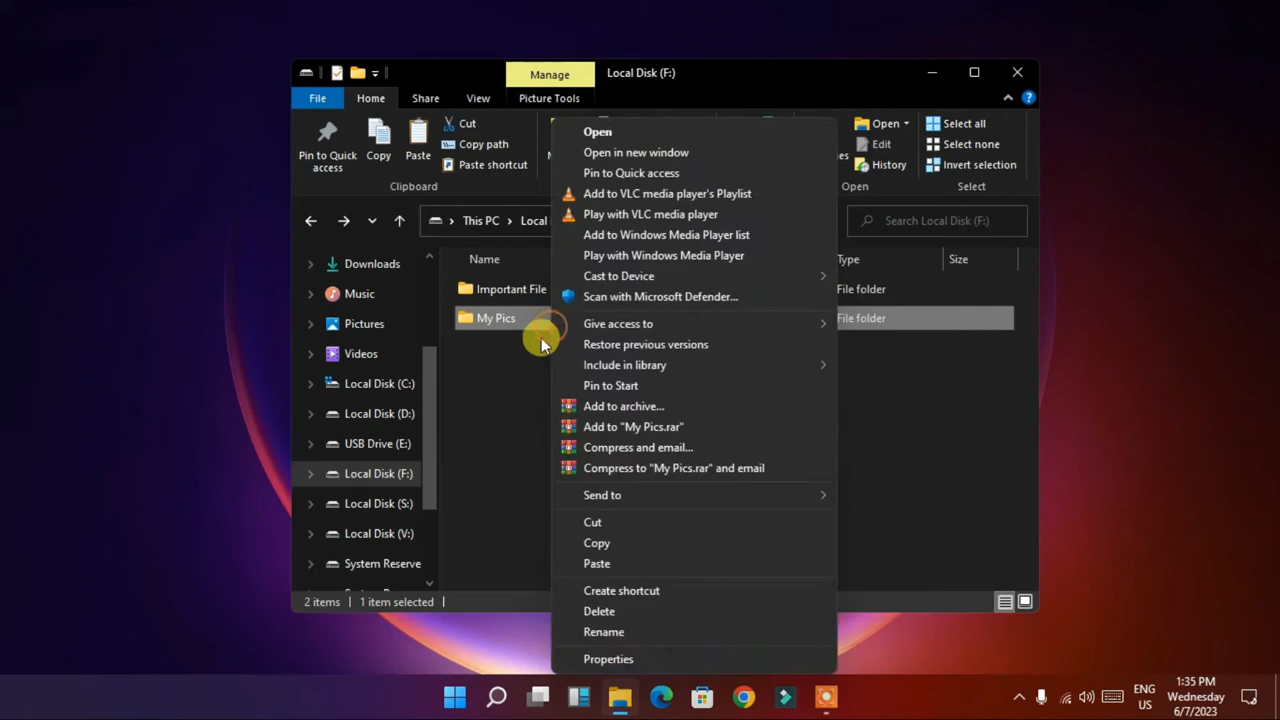 Manage
Local Disk (F:)
File
Home
Share
View
Picture Tools
Pin to Quick access
Copy
Paste
Cut
Copy path
Paste shortcut
Clipboard
Open
Edit
History
Open
Select all
Select none
Invert selection
Select
This PC
Local
Search Local Disk (F:)
Downloads
Music
Pictures
Videos
Local Disk (C:)
Local Disk (D:)
USB Drive (E:)
Local Disk (F:)
Local Disk (S:)
Local Disk (V:)
System Reserve
Name
Type
Size
Important File
File folder
My Pics
File folder
Open
Open in new window
Pin to Quick access
Add to VLC media player's Playlist
Play with VLC media player
Add to Windows Media Player list
Play with Windows Media Player
Cast to Device
Scan with Microsoft Defender...
Give access to
Restore previous versions
Include in library
Pin to Start
Add to archive...
Add to "My Pics.rar"
Compress and email...
Compress to "My Pics.rar" and email
Send to
Cut
Copy
Paste
Create shortcut
Delete
Rename
Properties
2 items
1 item selected
ENG
US
1:35 PM
Wednesday
6/7/2023